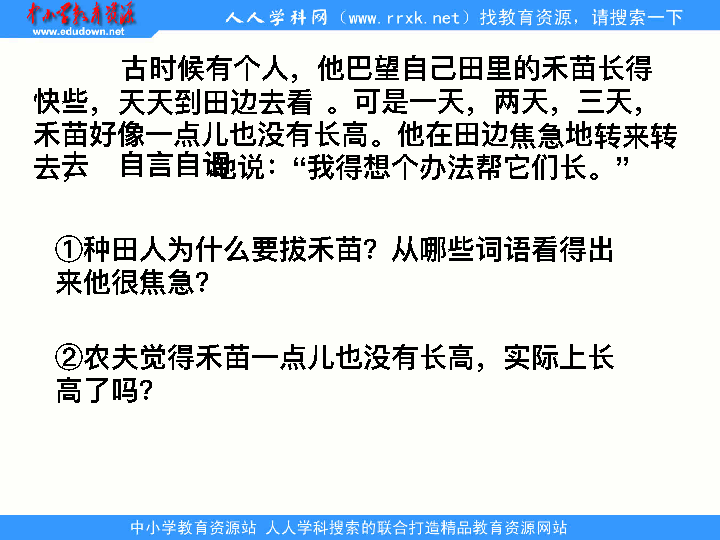 中小学教育资源
www.edudown.net
人人学科网（www.rrxk.net）找教育资源，请搜索一下
古时候有个人，他巴望自己田里的禾苗长得
快些，天天到田边去看 。可是一天，两天，三天，
禾苗好像一点儿也没有长高。他在田边焦急地转来转
去， 去 自言自语地说：“我得想个办法帮它们长。”
①种田人为什么要拔禾苗？从哪些词语看得出
来他很焦急？
②农夫觉得禾苗一点儿也没有长高，实际上长
高了吗？
中小学教育资源站 人人学科搜索的联合打造精品教育资源网站